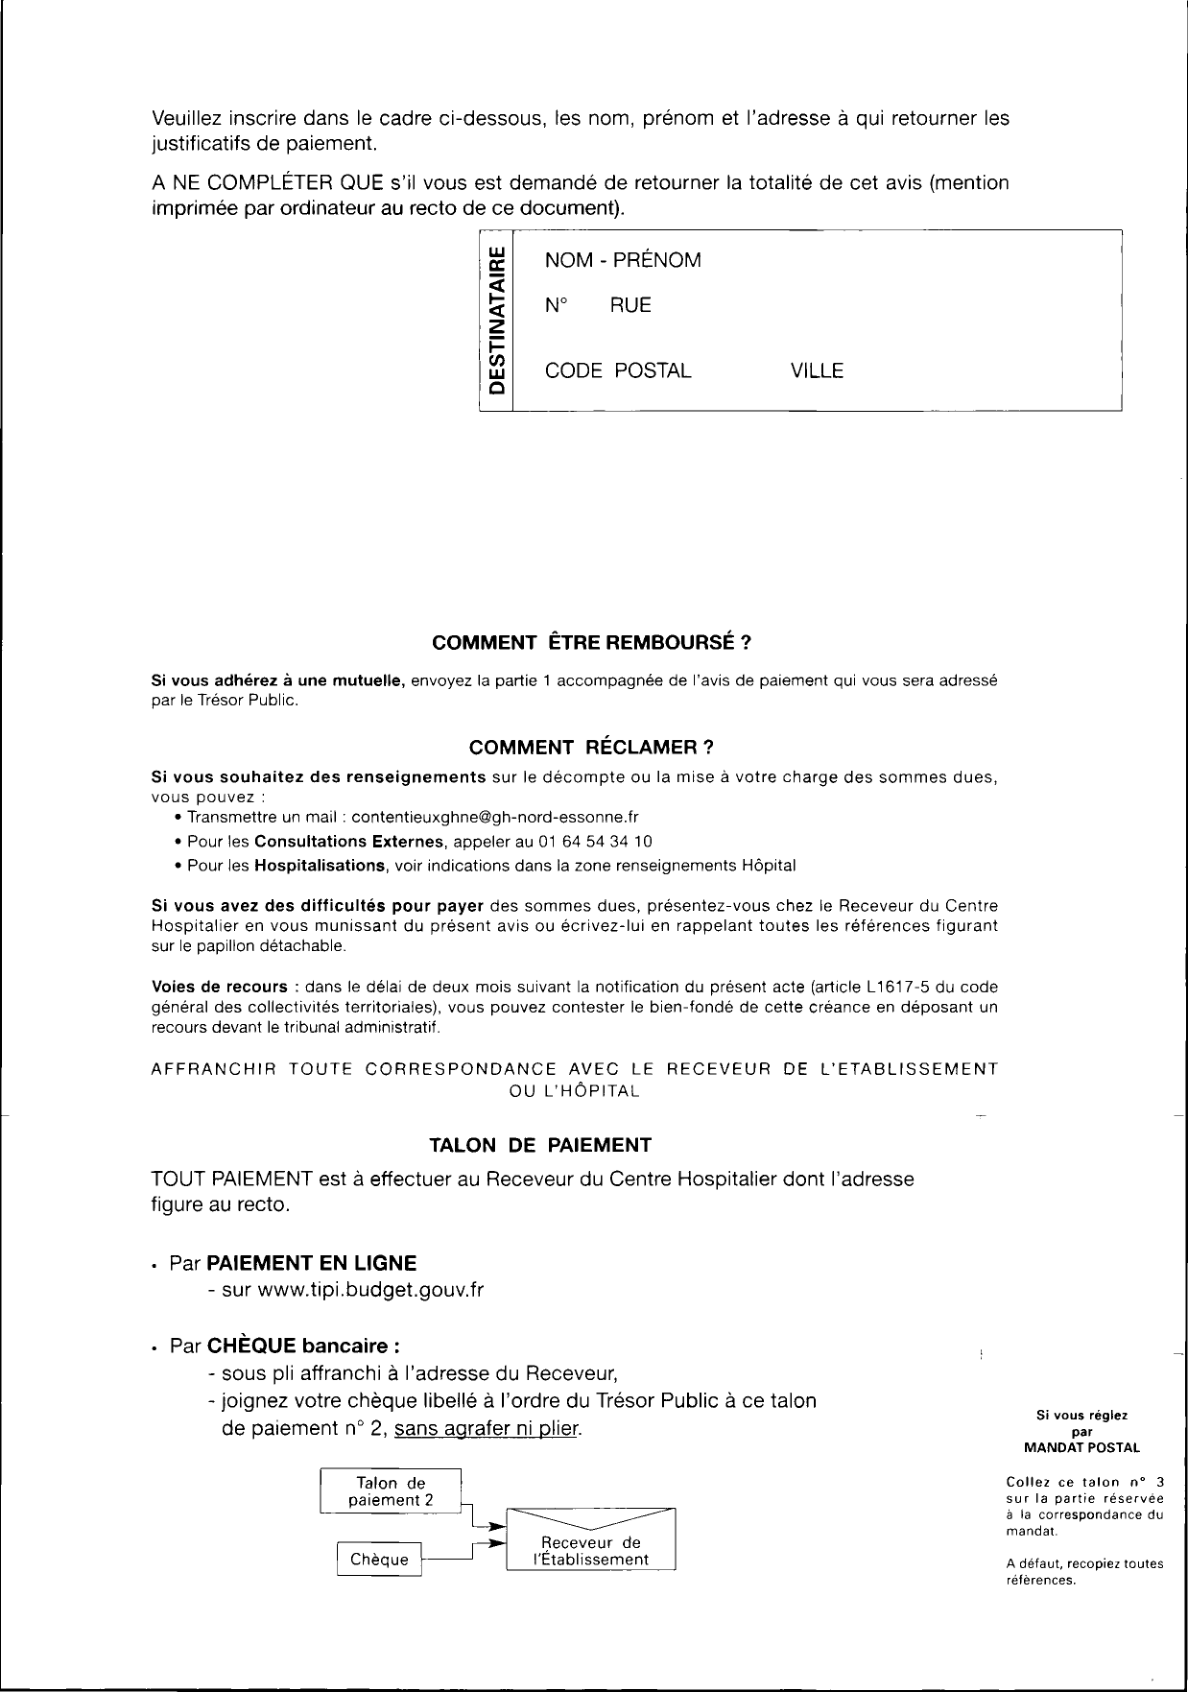 Veuillez inscrire dans le cadre ci-dessous, les nom, prénom et l'adresse à qui retourner les
justificatifs de paiement.
A NE COMPLÉTER QUE s'il vous est demandé de retourner la totalité de cet avis (mention
imprimée par ordinateur au recto de ce document).
DESTINATAIRE
NOM - PRÉNOM
N° RUE
CODE POSTAL VILLE
COMMENT ÊTRE REMBOURSÉ ?
Si vous adhérez à une mutuelle, envoyez la partie 1 accompagnée de l'avis de paiement qui vous sera adressé
par le Trésor Public.
COMMENT RÉCLAMER ?
Si vous souhaitez des renseignements sur le décompte ou la mise à votre charge des sommes dues,
vous pouvez :
• Transmettre un mail : contentieuxghne@gh-nord-essonne.fr
• Pour les Consultations Externes, appeler au 01 64 54 34 10
• Pour les Hospitalisations, voir indications dans la zone renseignements Hôpital
Si vous avez des difficultés pour payer des sommes dues, présentez-vous chez le Receveur du Centre
Hospitalier en vous munissant du présent avis ou écrivez-lui en rappelant toutes les références figurant
sur le papillon détachable.
Voies de recours : dans le délai de deux mois suivant la notification du présent acte (article L1617-5 du code
général des collectivités territoriales), vous pouvez contester le bien-fondé de cette créance en déposant un
recours devant le tribunal administratif.
AFFRANCHIR TOUTE CORRESPONDANCE AVEC LE RECEVEUR DE L'ETABLISSEMENT
OU L'HÔPITAL
TALON DE PAIEMENT
TOUT PAIEMENT est à effectuer au Receveur du Centre Hospitalier dont l'adresse
figure au recto.
• Par PAIEMENT EN LIGNE
- sur www.tipi.budget.gouv.fr
• Par CHÈQUE bancaire :
- sous pli affranchi à l'adresse du Receveur,
- joignez votre chèque libellé à l'ordre du Trésor Public à ce talon
de paiement n° 2, sans agrafer ni plier.
Talon de
paiement 2
Chèque
Receveur de
l'Établissement
Si vous réglez
par
MANDAT POSTAL
Collez ce talon n° 3
sur la partie réservée
à la correspondance du
mandat.
A défaut, recopiez toutes
réfèrences.